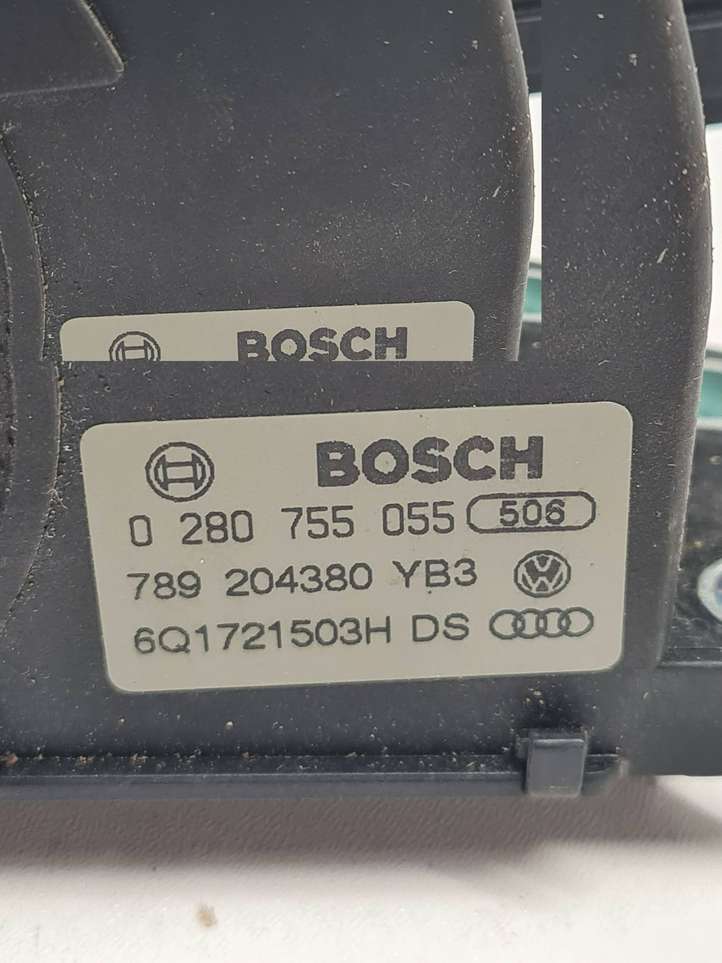 BOSCH
BOSCH
0 280 755 055 506
789 204380 YB3
6Q1721503H DS